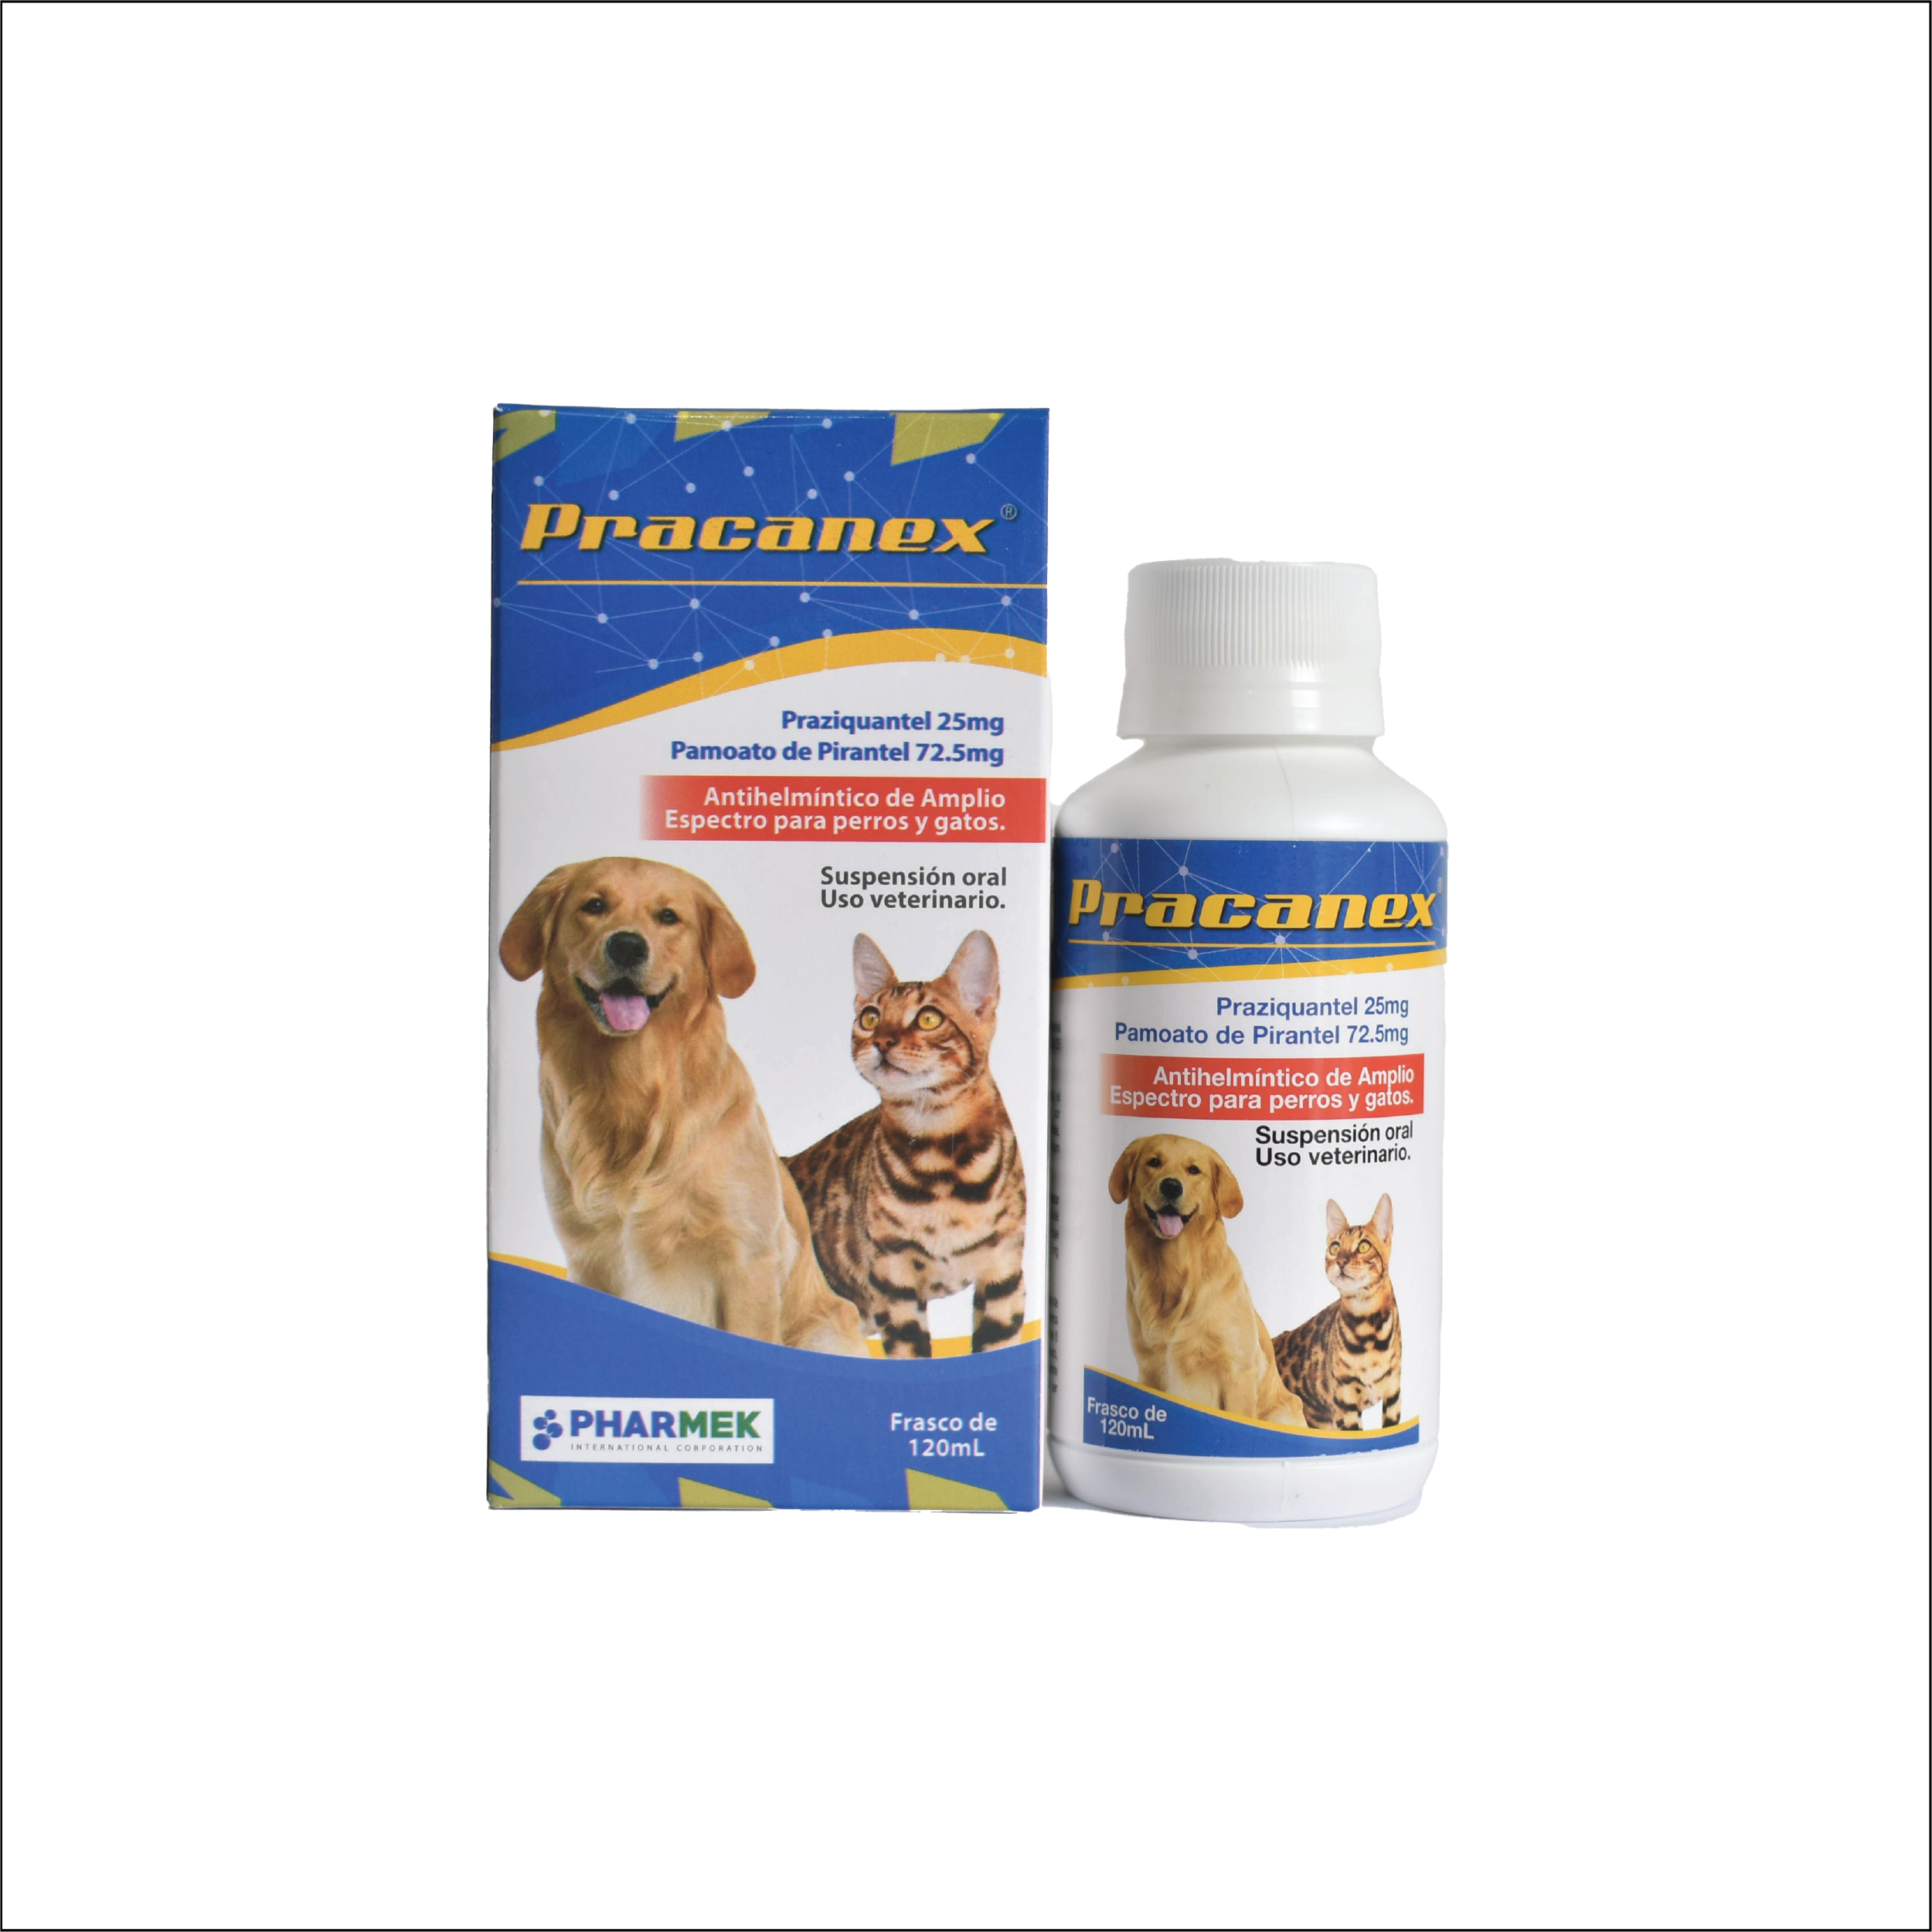 Pracanex®
Praziquantel 25mg
Pamoato de Pirantel 72.5mg
Antihelmíntico de Amplio
Espectro para perros y gatos.
Suspensión oral
Uso veterinario.
PHARMEK
INTERNATIONAL CORPORATION
Frasco de
120mL
Pracanex®
Praziquantel 25mg
Pamoato de Pirantel 72.5mg
Antihelmíntico de Amplio
Espectro para perros y gatos.
Suspensión oral
Uso veterinario.
Frasco de
120mL